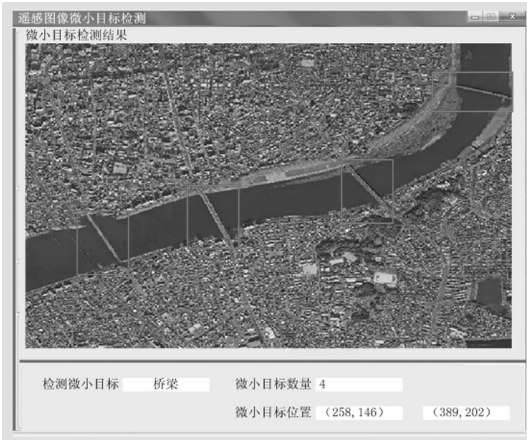 遥感图像微小目标检测
微小目标检测结果
检测微小目标 桥梁 微小目标数量 4
微小目标位置 (258,146) (389,202)